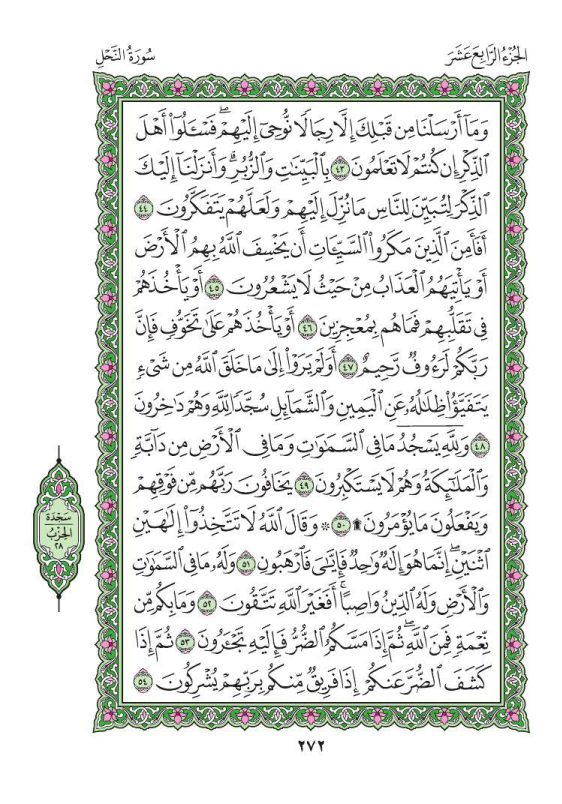 الجُزْءُ الرَّابِعَ عَشَرَ
سُورَةُ النَّحْلِ
وَمَآ أَرْسَلْنَا مِن قَبْلِكَ إِلَّا رِجَالًا نُّوحِىٓ إِلَيْهِمْ ۖ فَسْـَٔلُوٓا۟ أَهْلَ
ٱلذِّكْرِ إِن كُنتُمْ لَا تَعْلَمُونَ ٤٣ بِٱلْبَيِّنَـٰتِ وَٱلزُّبُرِ ۗ وَأَنزَلْنَآ إِلَيْكَ
ٱلذِّكْرَ لِتُبَيِّنَ لِلنَّاسِ مَا نُزِّلَ إِلَيْهِمْ وَلَعَلَّهُمْ يَتَفَكَّرُونَ ٤٤
أَفَأَمِنَ ٱلَّذِينَ مَكَرُوا۟ ٱلسَّيِّـَٔاتِ أَن يَخْسِفَ ٱللَّهُ بِهِمُ ٱلْأَرْضَ
أَوْ يَأْتِيَهُمُ ٱلْعَذَابُ مِنْ حَيْثُ لَا يَشْعُرُونَ ٤٥ أَوْ يَأْخُذَهُمْ
فِى تَقَلُّبِهِمْ فَمَا هُم بِمُعْجِزِينَ ٤٦ أَوْ يَأْخُذَهُمْ عَلَىٰ تَخَوُّفٍ فَإِنَّ
رَبَّكُمْ لَرَءُوفٌ رَّحِيمٌ ٤٧ أَوَلَمْ يَرَوْا۟ إِلَىٰ مَا خَلَقَ ٱللَّهُ مِن شَىْءٍ
يَتَفَيَّؤُا۟ ظِلَـٰلُهُۥ عَنِ ٱلْيَمِينِ وَٱلشَّمَآئِلِ سُجَّدًا لِّلَّهِ وَهُمْ دَٰخِرُونَ
٤٨ وَلِلَّهِ يَسْجُدُ مَا فِى ٱلسَّمَـٰوَٰتِ وَمَا فِى ٱلْأَرْضِ مِن دَآبَّةٍ
وَٱلْمَلَـٰٓئِكَةُ وَهُمْ لَا يَسْتَكْبِرُونَ ٤٩ يَخَافُونَ رَبَّهُم مِّن فَوْقِهِمْ
وَيَفْعَلُونَ مَا يُؤْمَرُونَ ۩ ٥٠ ۞ وَقَالَ ٱللَّهُ لَا تَتَّخِذُوٓا۟ إِلَـٰهَيْنِ
ٱثْنَيْنِ ۖ إِنَّمَا هُوَ إِلَـٰهٌ وَٰحِدٌ ۖ فَإِيَّـٰىَ فَٱرْهَبُونِ ٥١ وَلَهُۥ مَا فِى ٱلسَّمَـٰوَٰتِ
وَٱلْأَرْضِ وَلَهُ ٱلدِّينُ وَاصِبًا ۚ أَفَغَيْرَ ٱللَّهِ تَتَّقُونَ ٥٢ وَمَا بِكُم مِّن
نِّعْمَةٍ فَمِنَ ٱللَّهِ ۖ ثُمَّ إِذَا مَسَّكُمُ ٱلضُّرُّ فَإِلَيْهِ تَجْـَٔرُونَ ٥٣ ثُمَّ إِذَا
كَشَفَ ٱلضُّرَّ عَنكُمْ إِذَا فَرِيقٌ مِّنكُم بِرَبِّهِمْ يُشْرِكُونَ ٥٤
سَجْدَة
الحِزْبُ
٢٨
٢٧٢